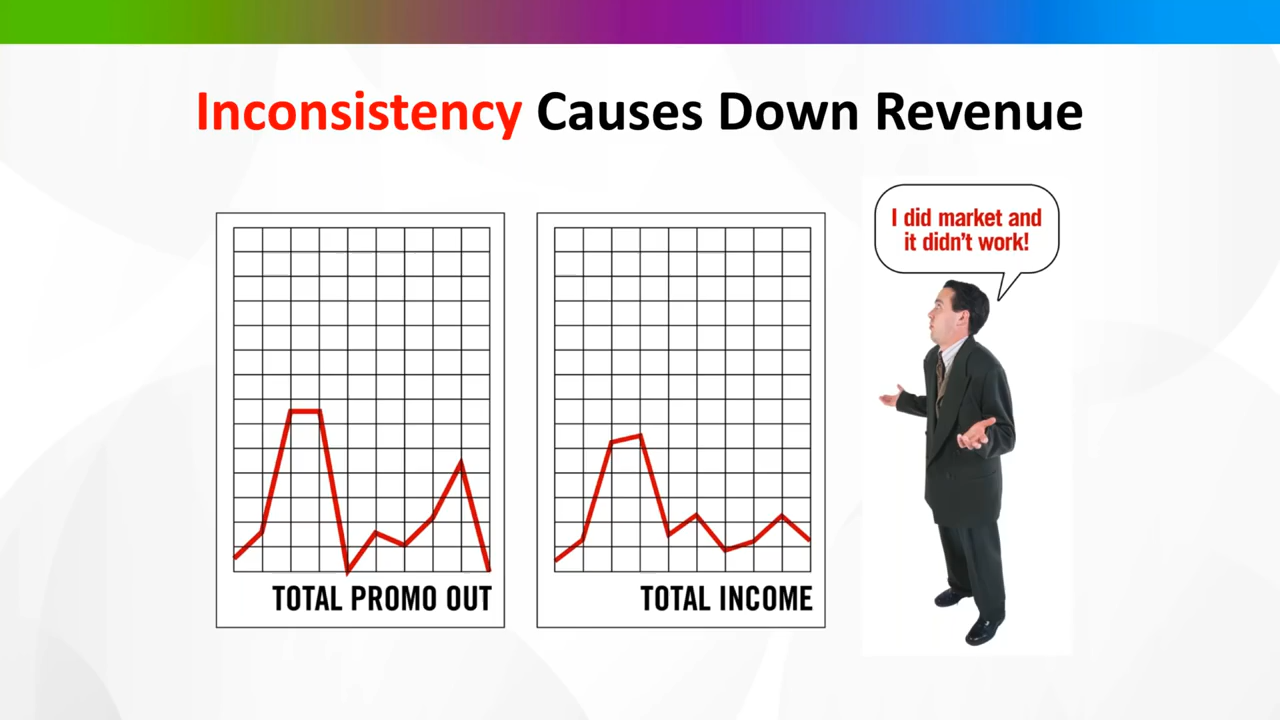 Inconsistency Causes Down Revenue
I did market and
it didn't work!
TOTAL PROMO OUT
TOTAL INCOME